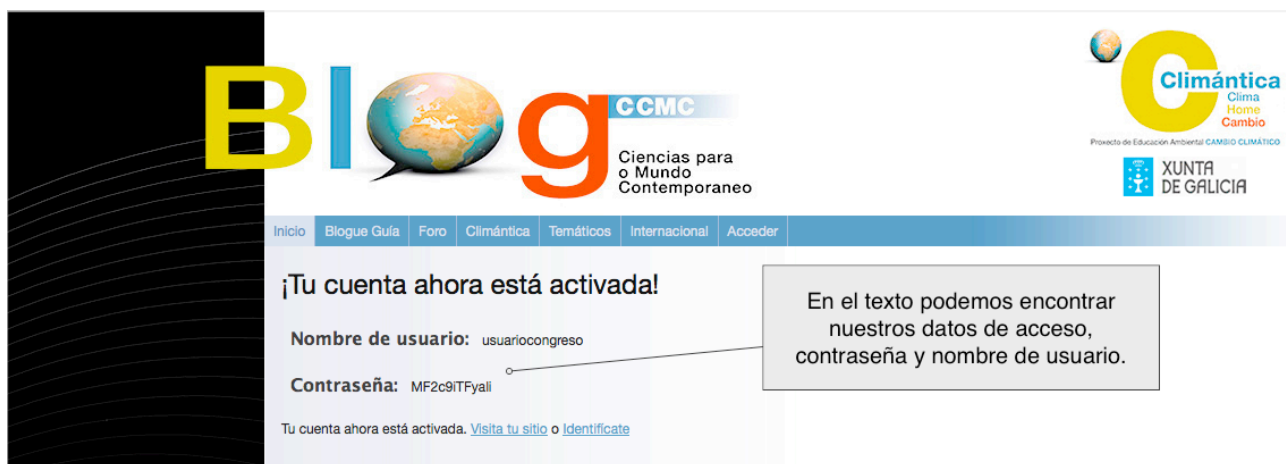 Blog
CCMC
Ciencias para
o Mundo
Contemporaneo
Climántica
Clima
Home
Cambio
Proxecto de Educación Ambiental CAMBIO CLIMÁTICO
XUNTA
DE GALICIA
Inicio Blogue Guía Foro Climántica Temáticos Internacional Acceder
¡Tu cuenta ahora está activada!
Nombre de usuario: usuariocongreso
Contraseña: MF2c9iTFyali
Tu cuenta ahora está activada. Visita tu sitio o Identifícate
En el texto podemos encontrar
nuestros datos de acceso,
contraseña y nombre de usuario.